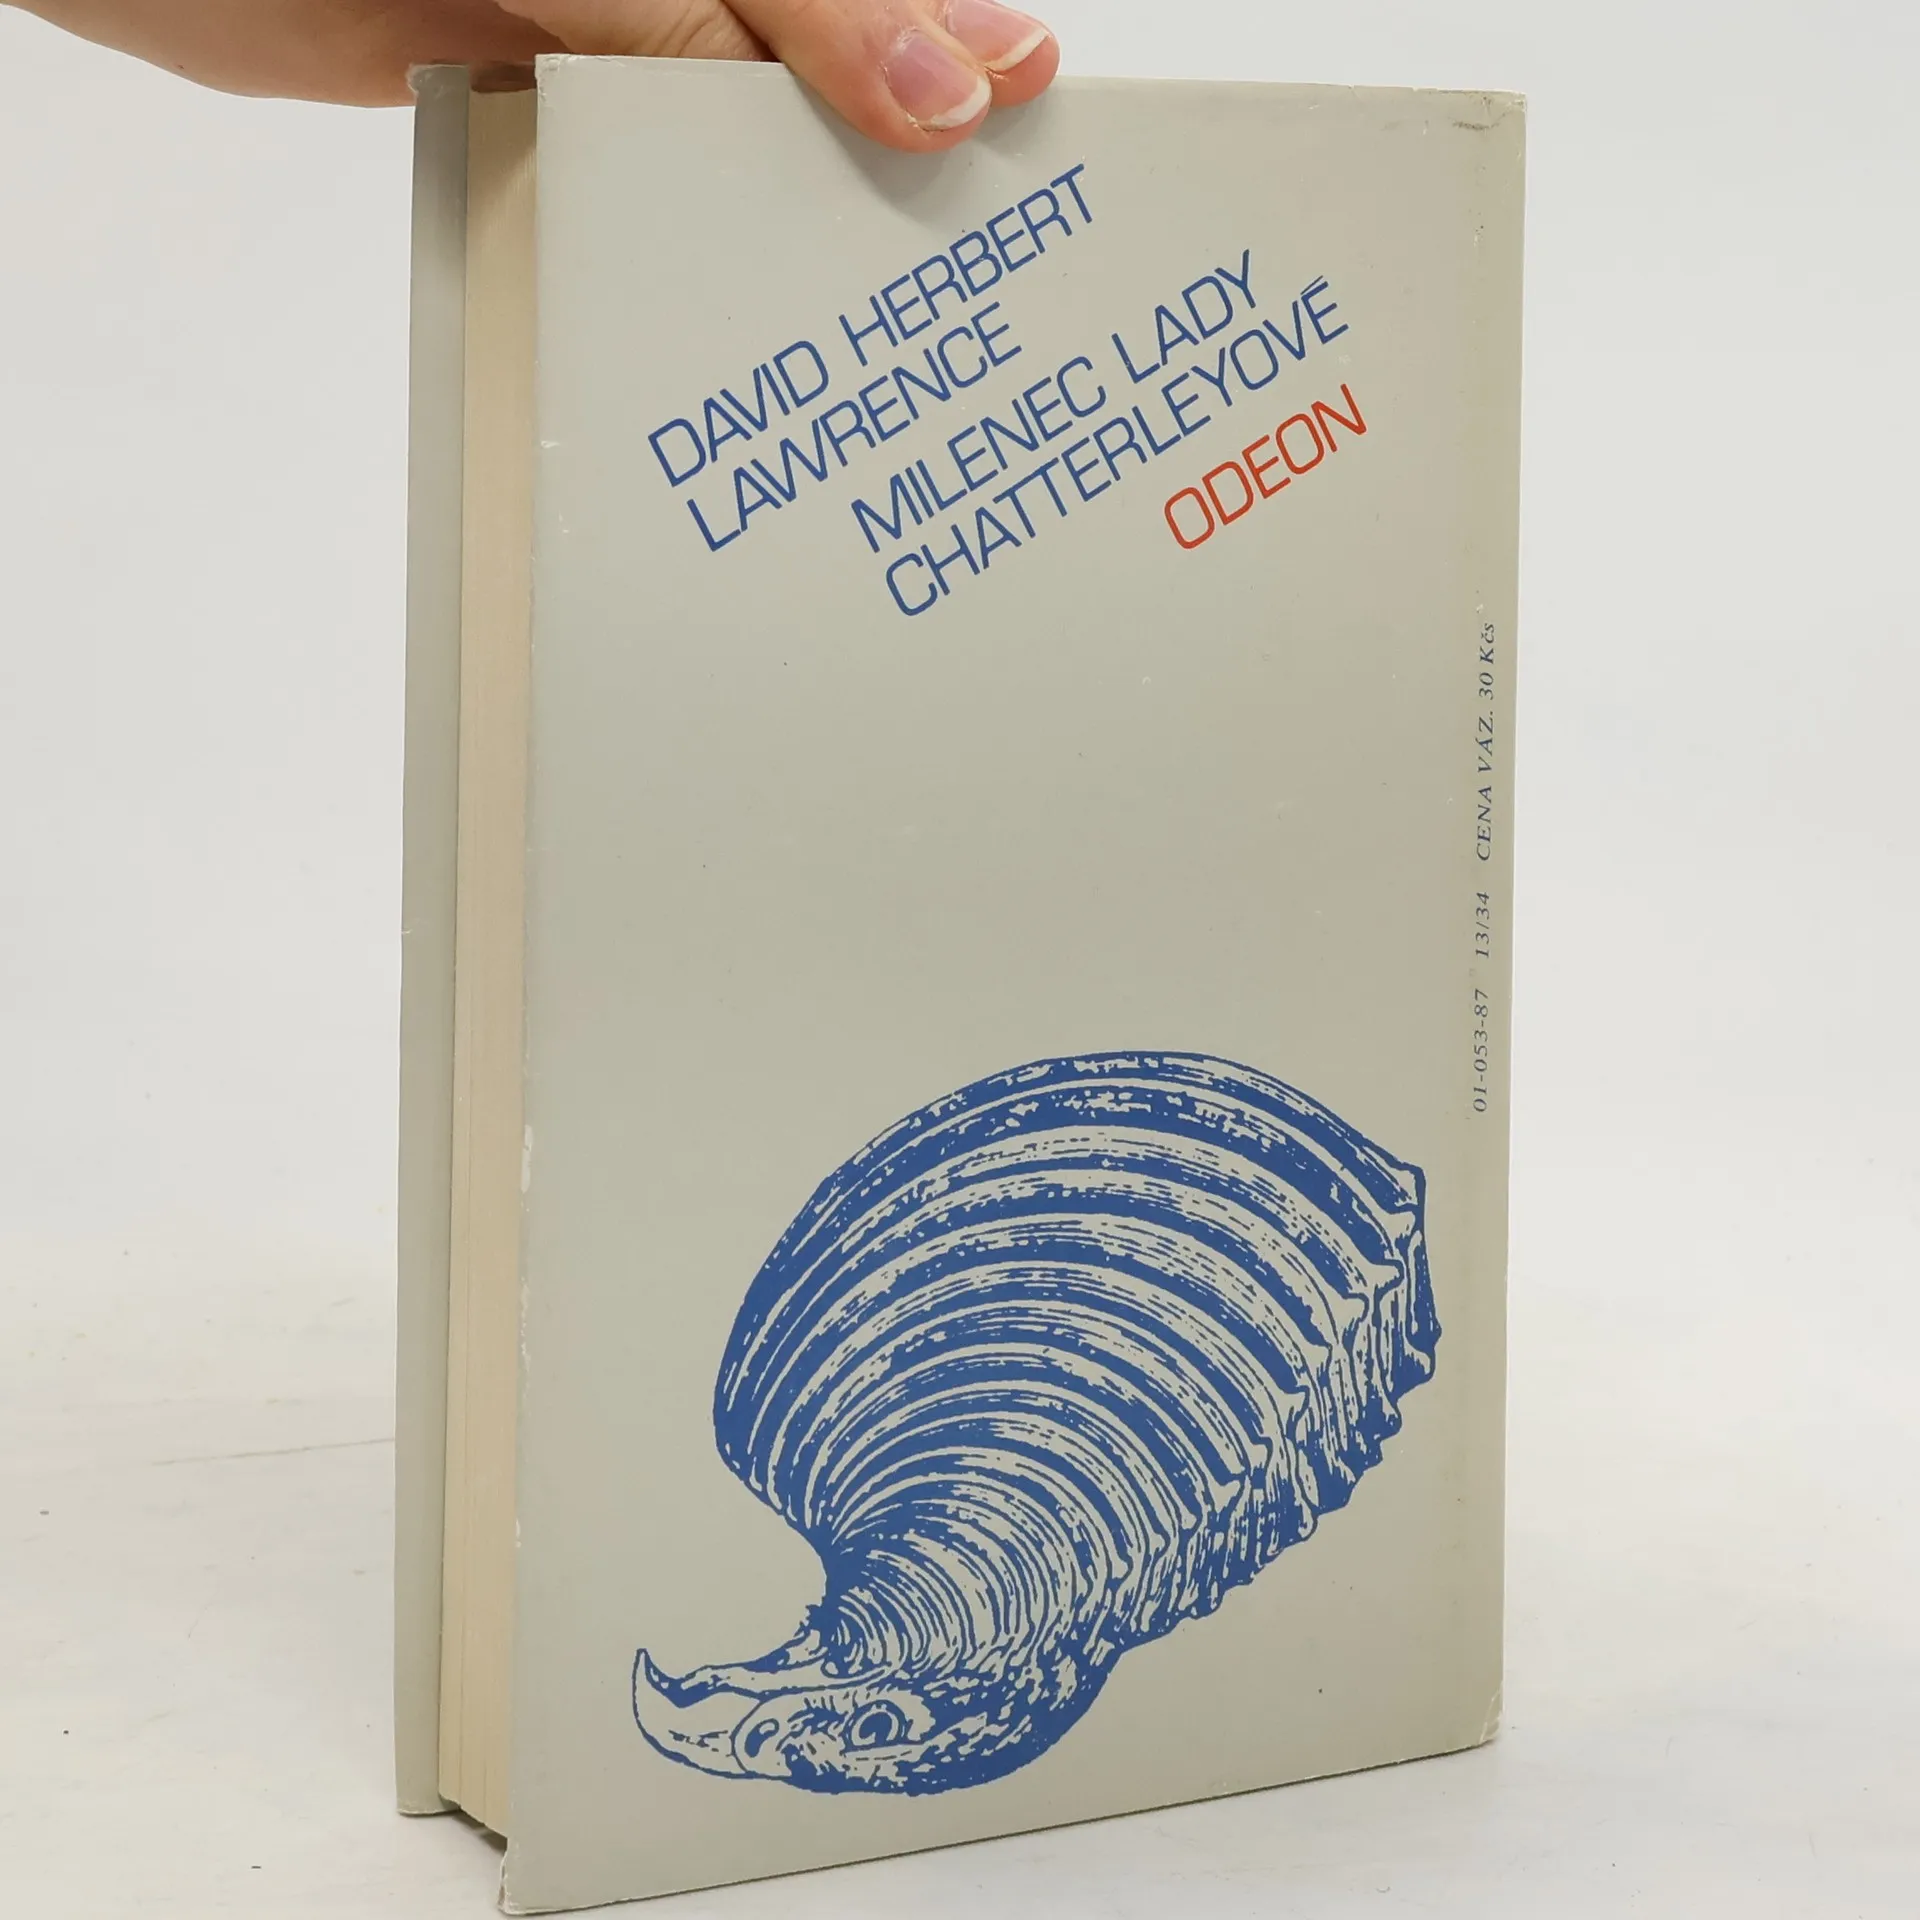 DAVID HERBERT
LAWRENCE
MILENEC LADY
CHATTERLEYOVÉ
ODEON
01-053-87 13/34 CENA VÁZ. 30 Kčs